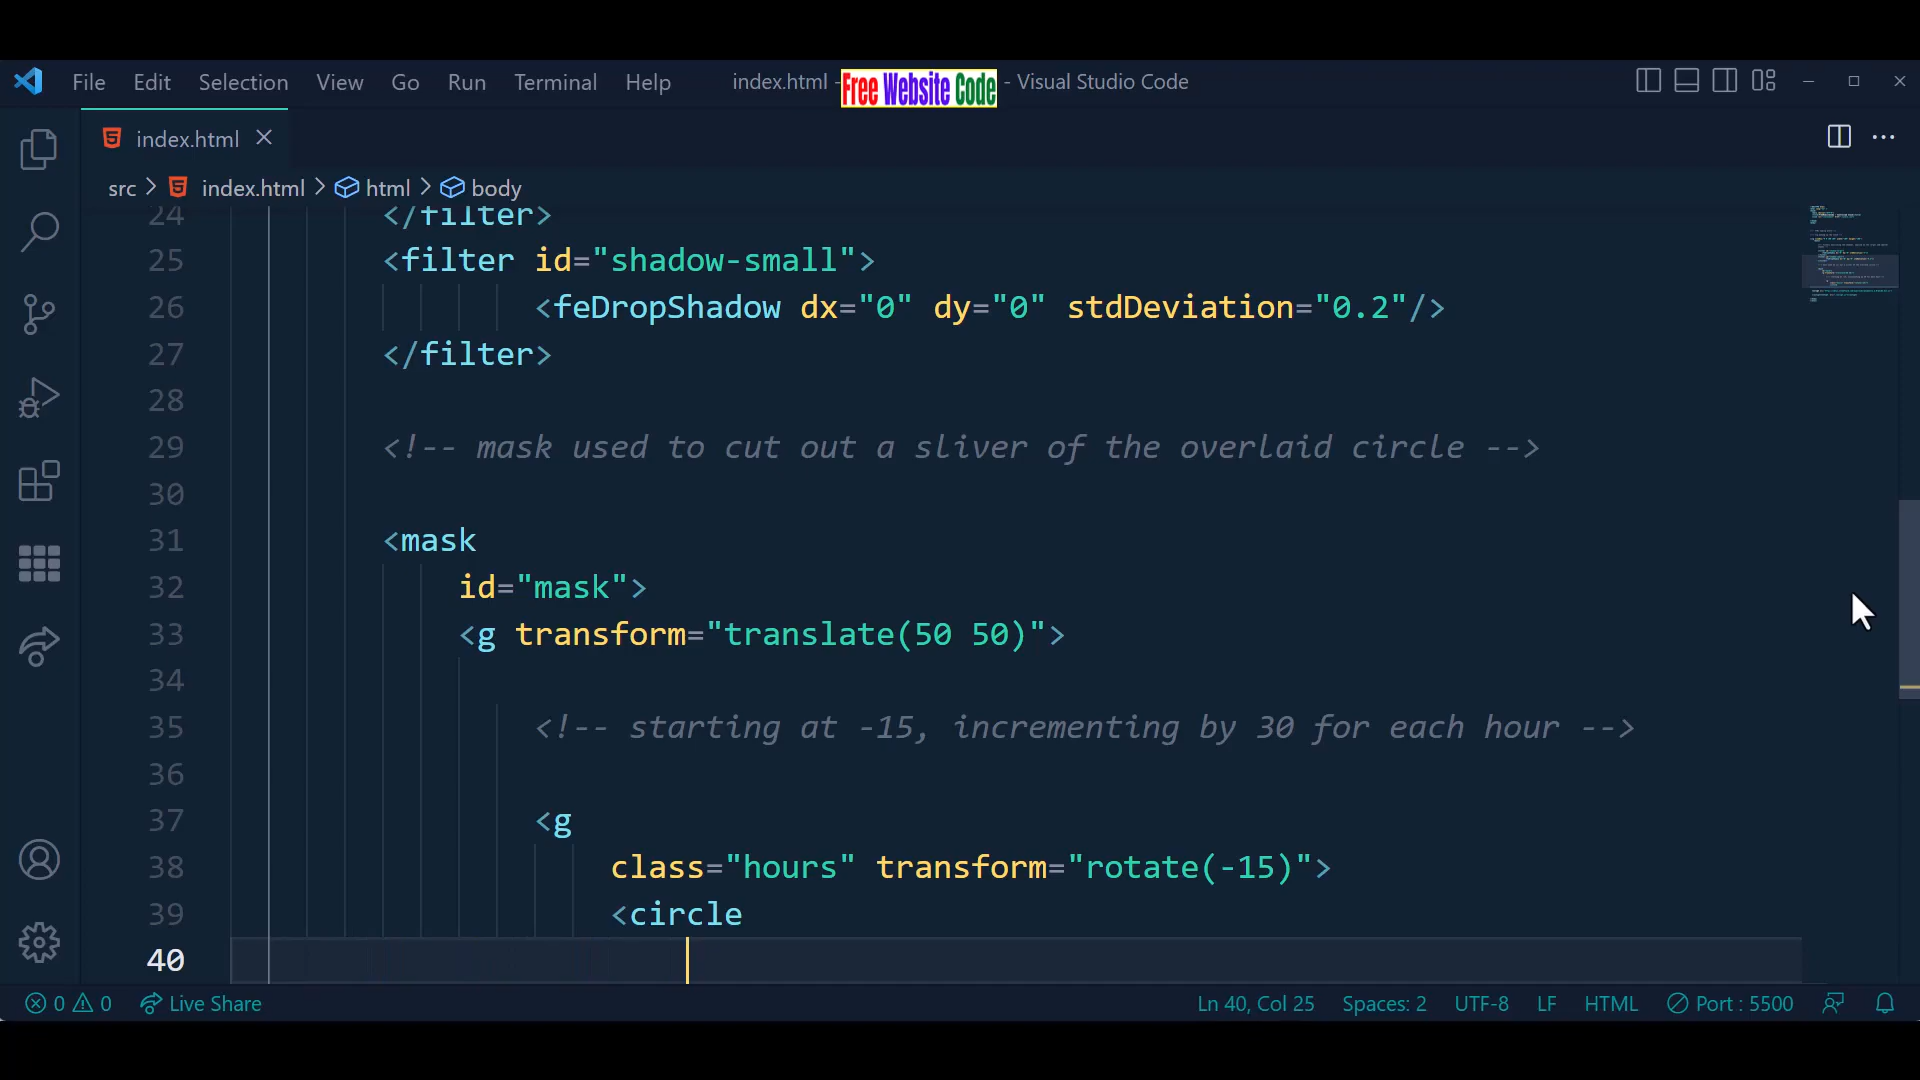 File Edit Selection View Go Run Terminal Help index.html - Free Website Code - Visual Studio Code
index.html
src > index.html > html > body
24 </filter>
25 <filter id="shadow-small">
26 <feDropShadow dx="0" dy="0" stdDeviation="0.2"/>
27 </filter>
28
29 <!-- mask used to cut out a sliver of the overlaid circle -->
30
31 <mask
32 id="mask">
33 <g transform="translate(50 50)">
34
35 <!-- starting at -15, incrementing by 30 for each hour -->
36
37 <g
38 class="hours" transform="rotate(-15)">
39 <circle
40
0 0 Live Share Ln 40, Col 25 Spaces: 2 UTF-8 LF HTML Port : 5500